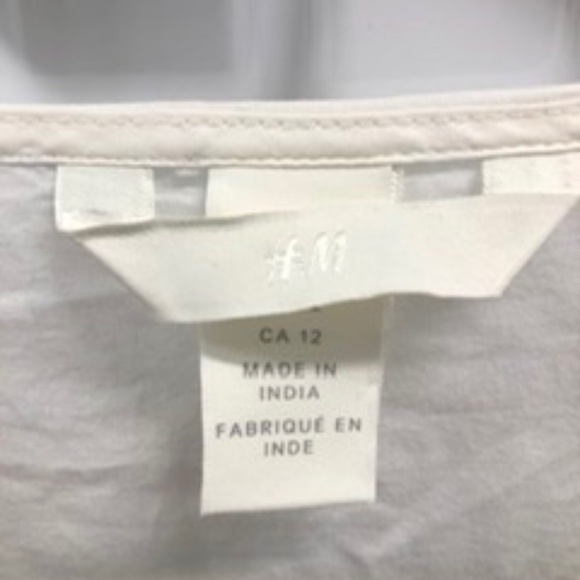 H&M
CA 12
MADE IN
INDIA
FABRIQUÉ EN
INDE